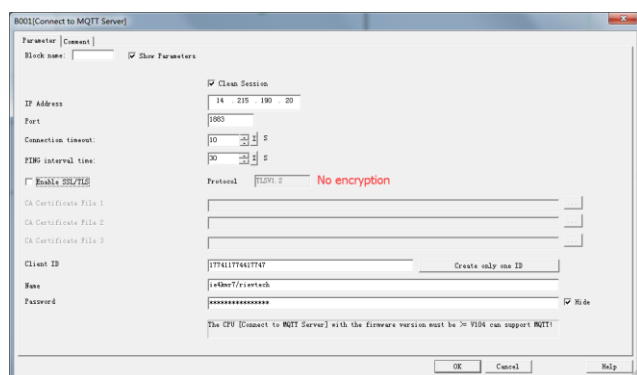 B001[Connect to MQTT Server]
Parameter Comment
Block name: Show Parameters
Clean Session
IP Address 14 . 215 . 190 . 20
Port 1883
Connection timeout: 10 S
PING interval time: 30 S
Enable SSL/TLS Protocol TLSV1.2 No encryption
CA Certificate File 1
CA Certificate File 2
CA Certificate File 3
Client ID 177411774417747 Create only one ID
Name ie4kmr7/rievtech
Password **************** Hide
The CPU [Connect to MQTT Server] with the firmware version must be >= V104 can support MQTT!
OK Cancel Help